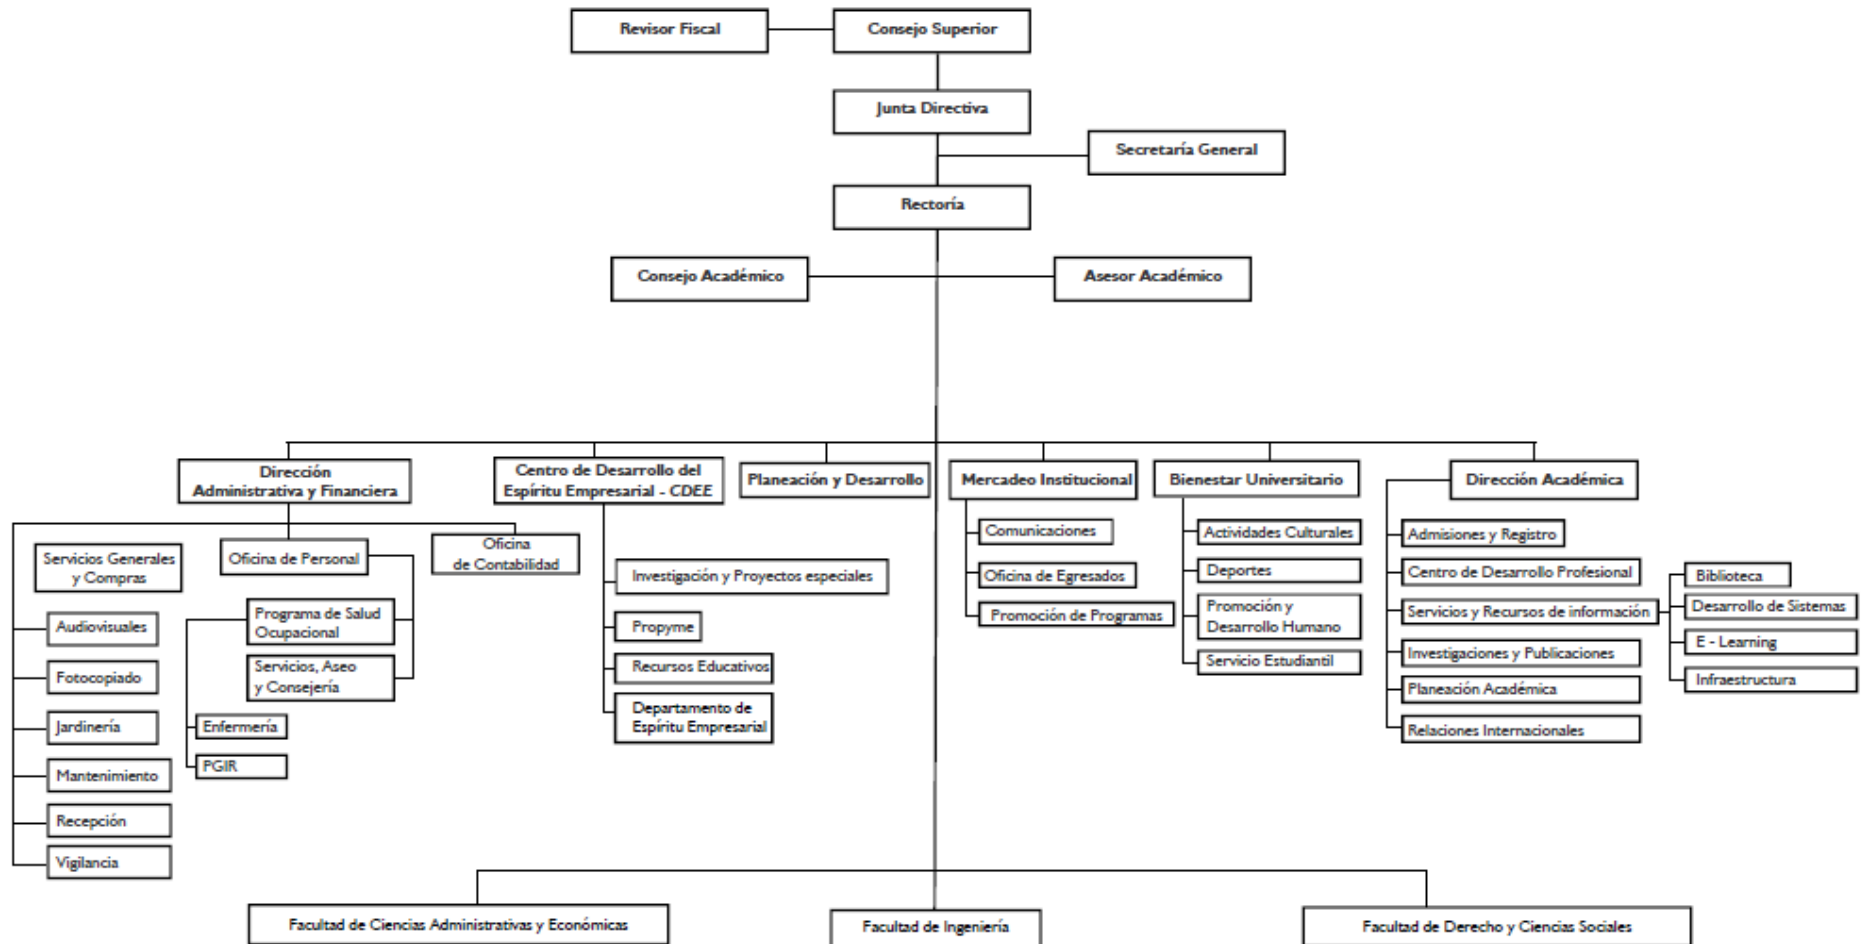 Revisor Fiscal
Consejo Superior
Junta Directiva
Secretaría General
Rectoría
Consejo Académico
Asesor Académico
Dirección
Administrativa y Financiera
Centro de Desarrollo del
Espíritu Empresarial - CDEE
Planeación y Desarrollo
Mercadeo Institucional
Bienestar Universitario
Dirección Académica
Servicios Generales
y Compras
Audiovisuales
Fotocopiado
Jardinería
Mantenimiento
Recepción
Vigilancia
Oficina de Personal
Programa de Salud
Ocupacional
Servicios, Aseo
y Consejería
Enfermería
PGIR
Oficina
de Contabilidad
Investigación y Proyectos especiales
Propyme
Recursos Educativos
Departamento de
Espíritu Empresarial
Comunicaciones
Oficina de Egresados
Promoción de Programas
Actividades Culturales
Deportes
Promoción y
Desarrollo Humano
Servicio Estudiantil
Admisiones y Registro
Centro de Desarrollo Profesional
Servicios y Recursos de información
Investigaciones y Publicaciones
Planeación Académica
Relaciones Internacionales
Biblioteca
Desarrollo de Sistemas
E - Learning
Infraestructura
Facultad de Ciencias Administrativas y Económicas
Facultad de Ingeniería
Facultad de Derecho y Ciencias Sociales